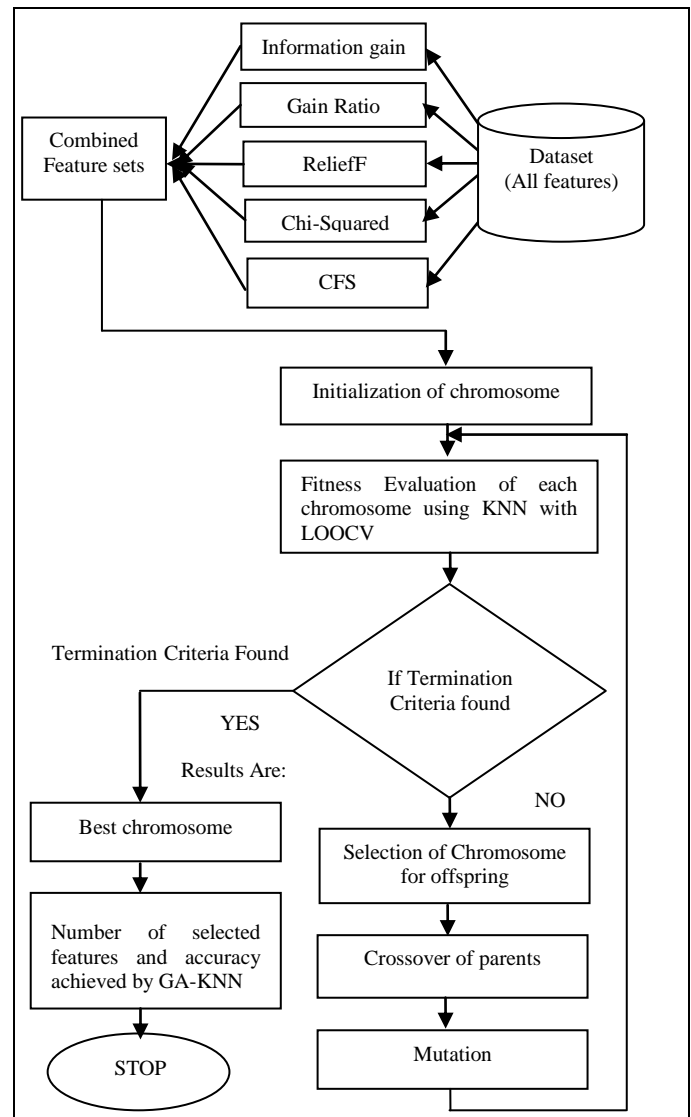 Information gain
Gain Ratio
ReliefF
Chi-Squared
CFS
Combined
Feature sets
Dataset
(All features)
Initialization of chromosome
Fitness Evaluation of each
chromosome using KNN with
LOOCV
Termination Criteria Found
If Termination
Criteria found
YES
Results Are:
NO
Best chromosome
Selection of Chromosome
for offspring
Number of selected
features and accuracy
achieved by GA-KNN
Crossover of parents
Mutation
STOP